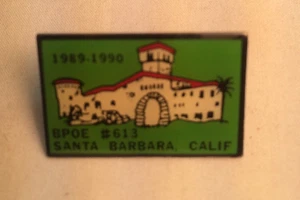 1989-1990
BPOE #613
SANTA BARBARA, CALIF